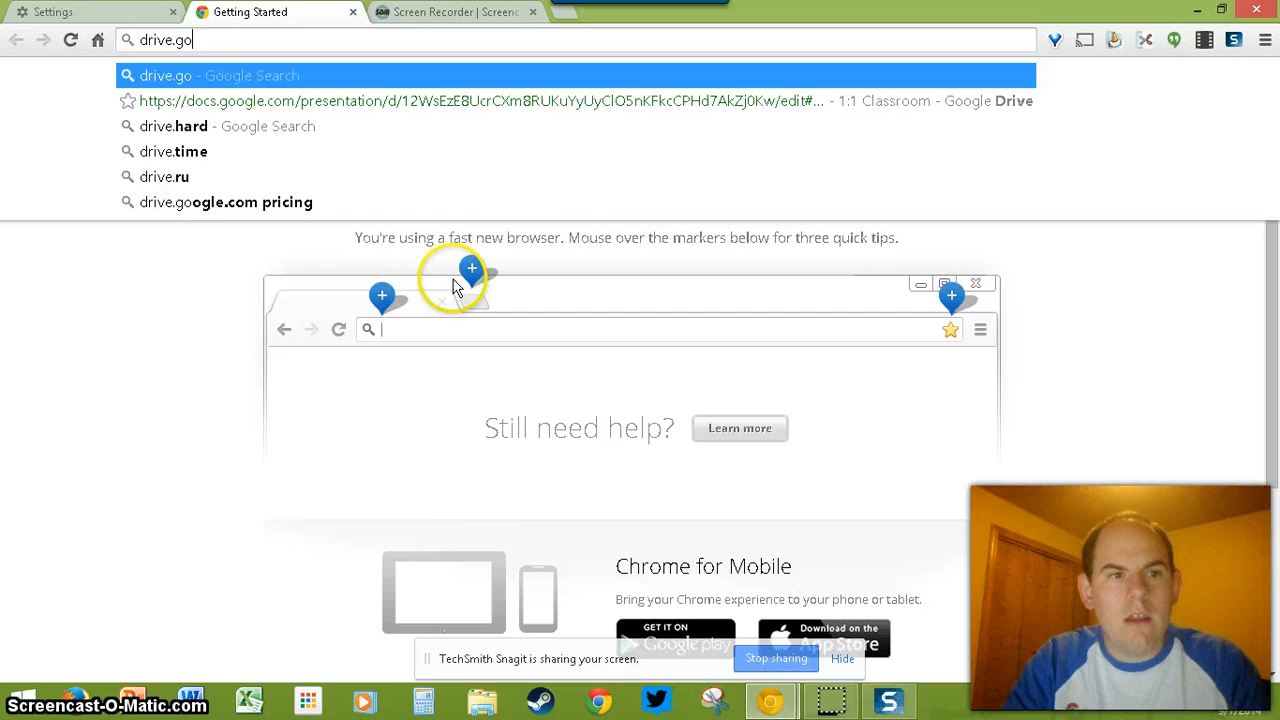 Settings
Getting Started
Screen Recorder | Screenc
drive.go
drive.go - Google Search
https://docs.google.com/presentation/d/12WsEzE8UcrCXm8RUKuYyUyClO5nKFkcCPHd7AkZj0Kw/edit#... - 1:1 Classroom - Google Drive
drive.hard - Google Search
drive.time
drive.ru
drive.google.com pricing
You're using a fast new browser. Mouse over the markers below for three quick tips.
Still need help?
Learn more
Chrome for Mobile
Bring your Chrome experience to your phone or tablet.
GET IT ON
Google play
Download on the
App Store
TechSmith Snagit is sharing your screen.
Stop sharing
Hide
Screencast-O-Matic.com